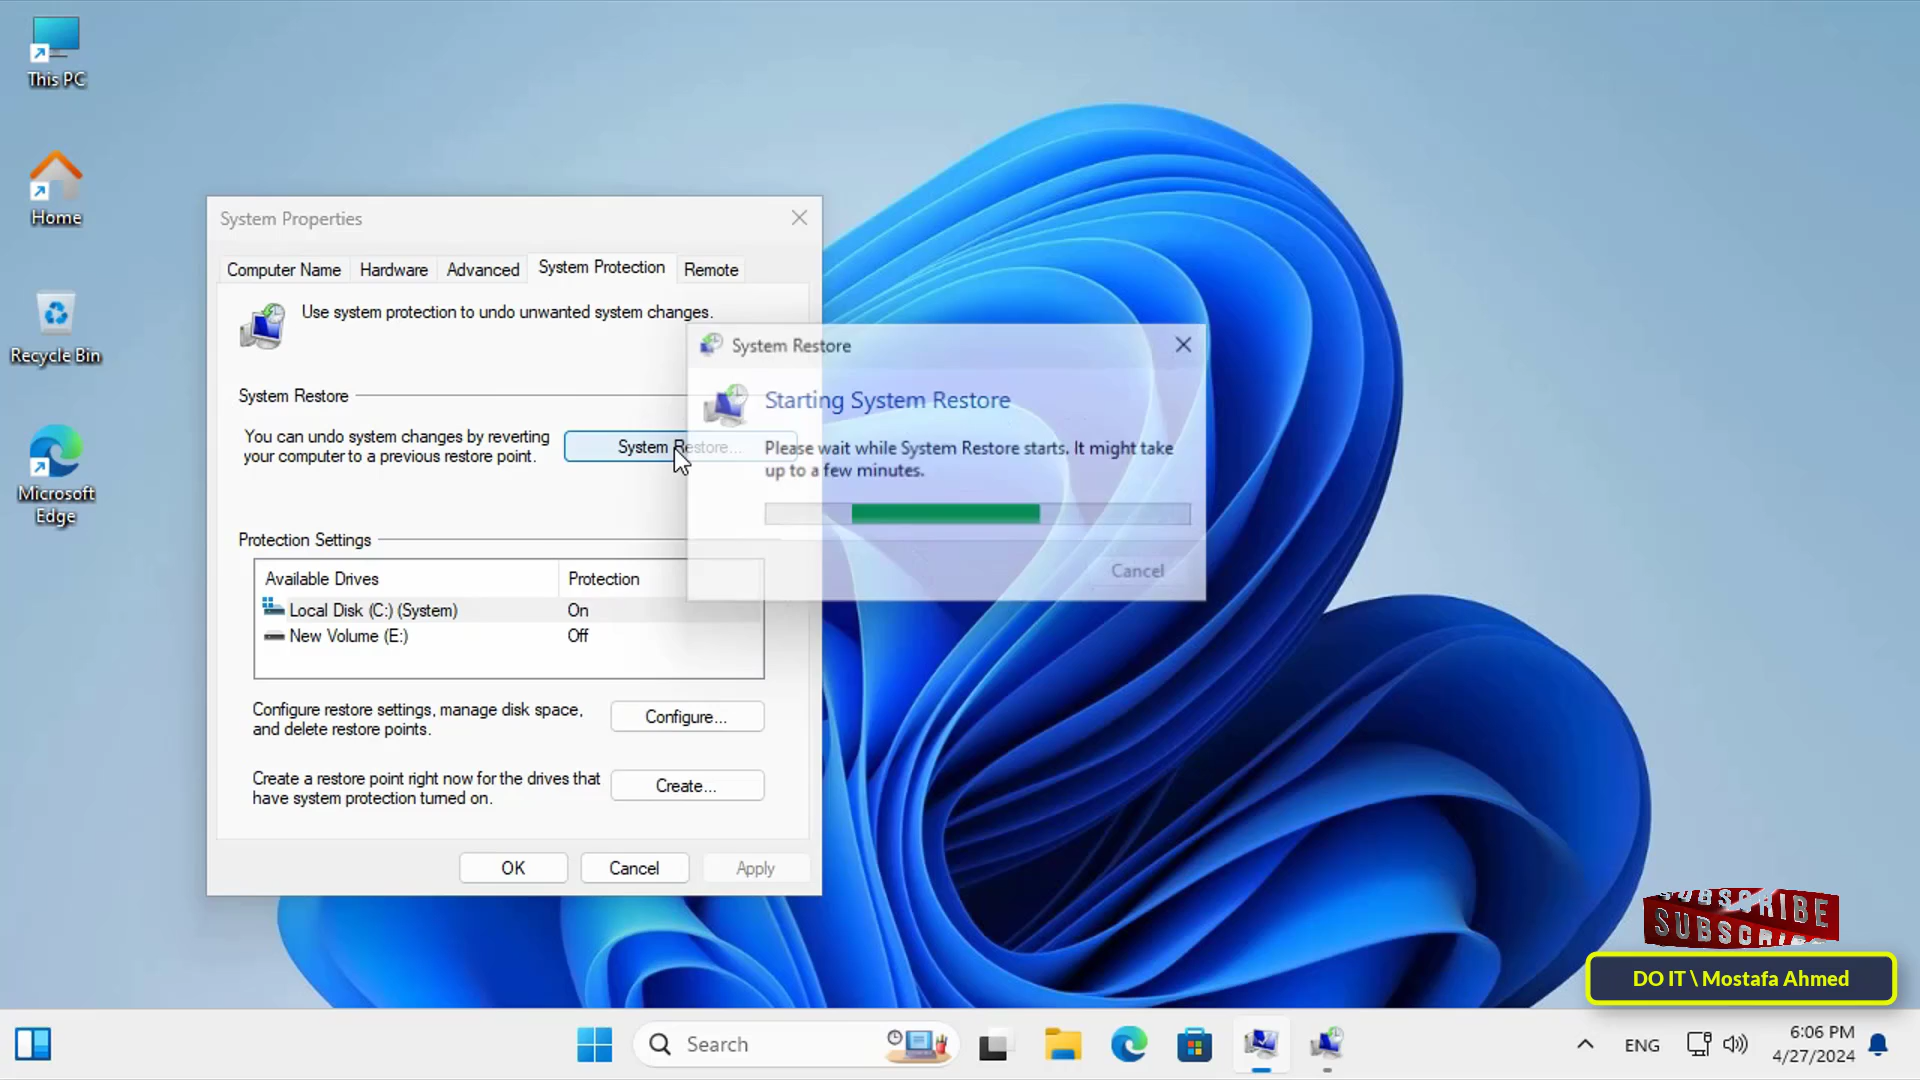 This PC
Home
Recycle Bin
Microsoft
Edge
System Properties
Computer Name
Hardware
Advanced
System Protection
Remote
Use system protection to undo unwanted system changes.
System Restore
You can undo system changes by reverting
your computer to a previous restore point.
System Restore...
Protection Settings
Available Drives
Protection
Local Disk (C:) (System)
On
New Volume (E:)
Off
Configure restore settings, manage disk space,
and delete restore points.
Configure...
Create a restore point right now for the drives that
have system protection turned on.
Create...
OK
Cancel
Apply
System Restore
Starting System Restore
Please wait while System Restore starts. It might take
up to a few minutes.
Cancel
SUBSCRIBE
SUBSCRIBE
DO IT \ Mostafa Ahmed
Search
ENG
6:06 PM
4/27/2024